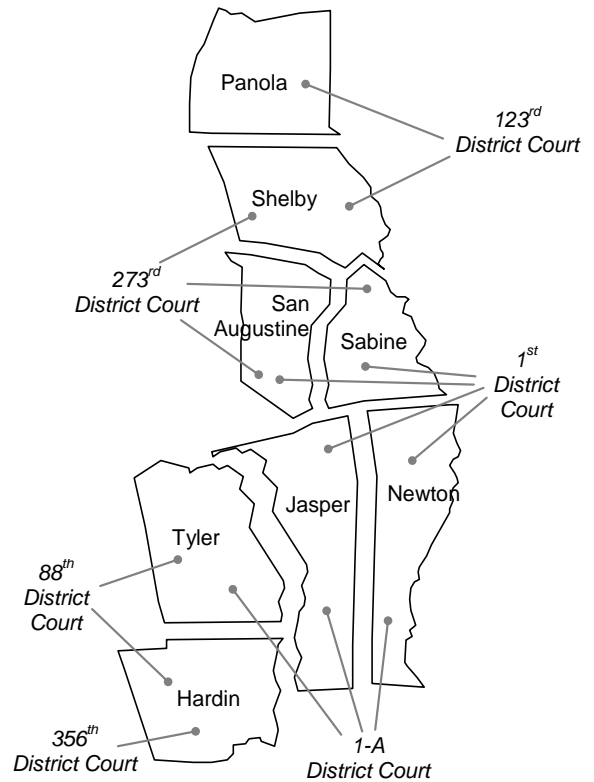 Panola
123rd
District Court
Shelby
273rd
District Court
San
Augustine
Sabine
1st
District
Court
Jasper
Newton
Tyler
88th
District
Court
Hardin
356th
District Court
1-A
District Court